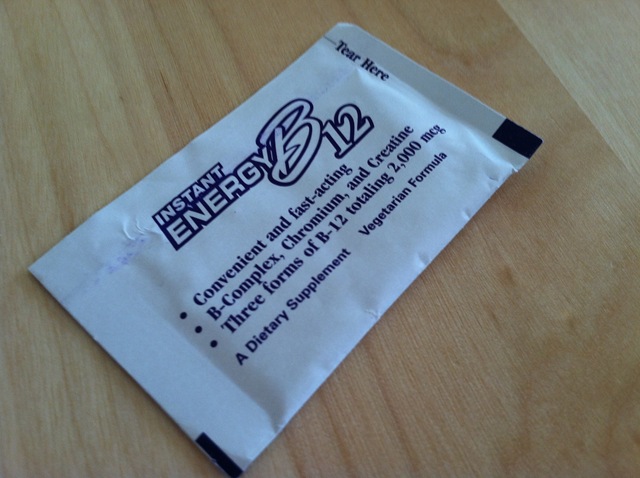 Tear Here
INSTANT
ENERGY B 12
• Convenient and fast-acting
• B-Complex, Chromium, and Creatine
• Three forms of B-12 totaling 2,000 mcg
A Dietary Supplement Vegetarian Formula